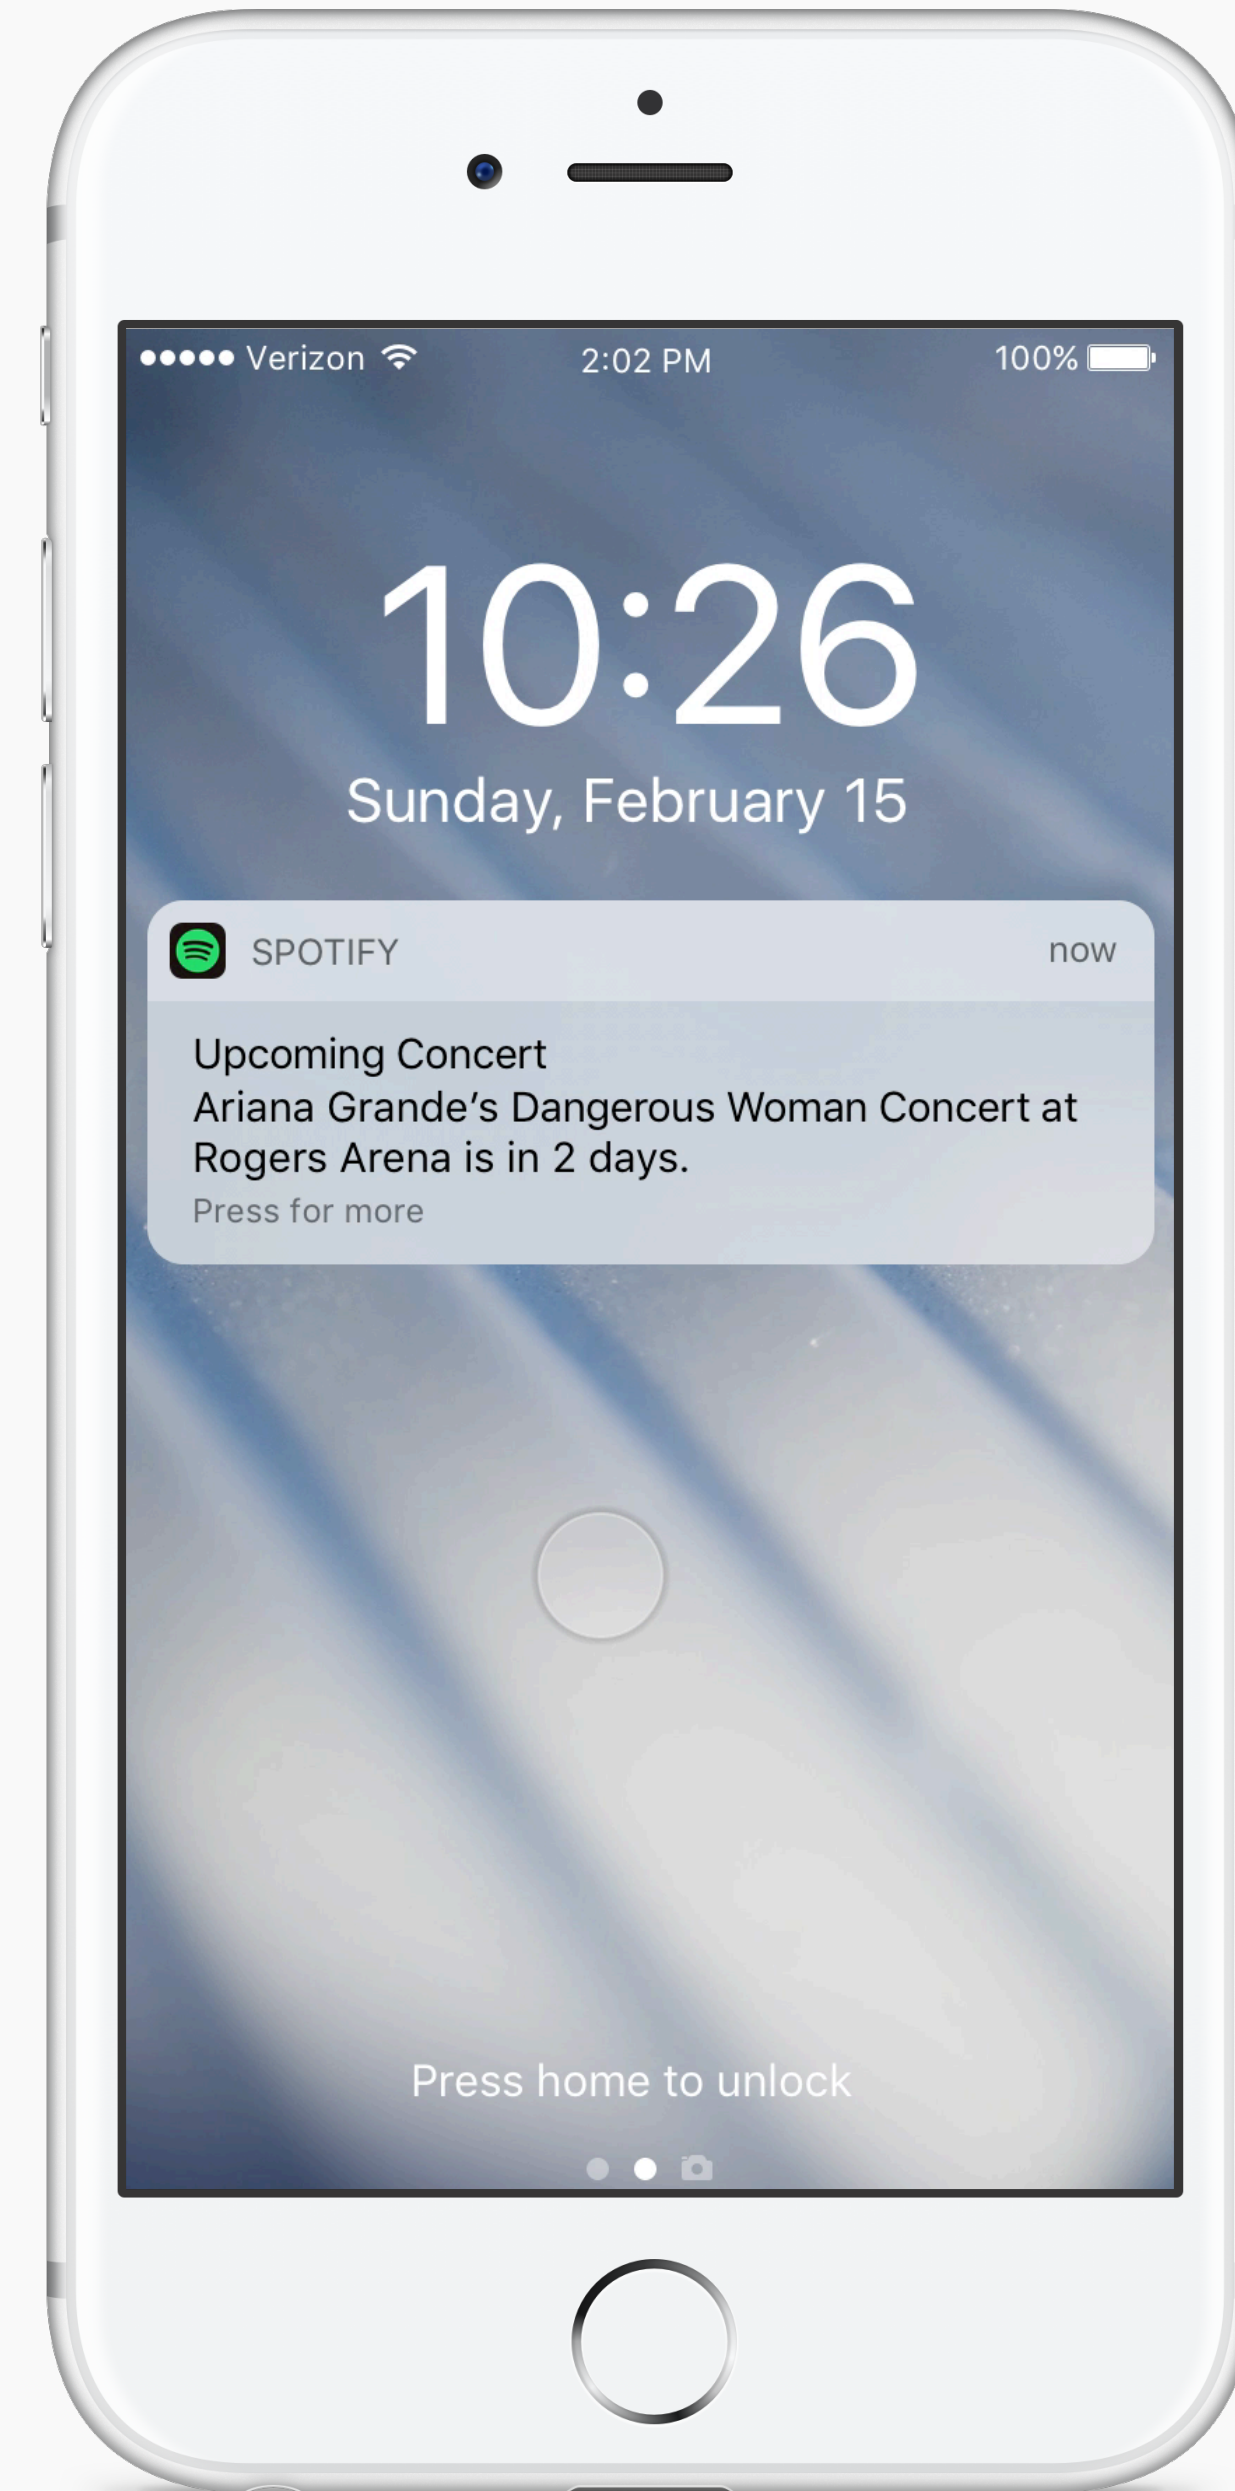 Verizon 2:02 PM 100%
10:26
Sunday, February 15
SPOTIFY now
Upcoming Concert
Ariana Grande’s Dangerous Woman Concert at
Rogers Arena is in 2 days.
Press for more
Press home to unlock